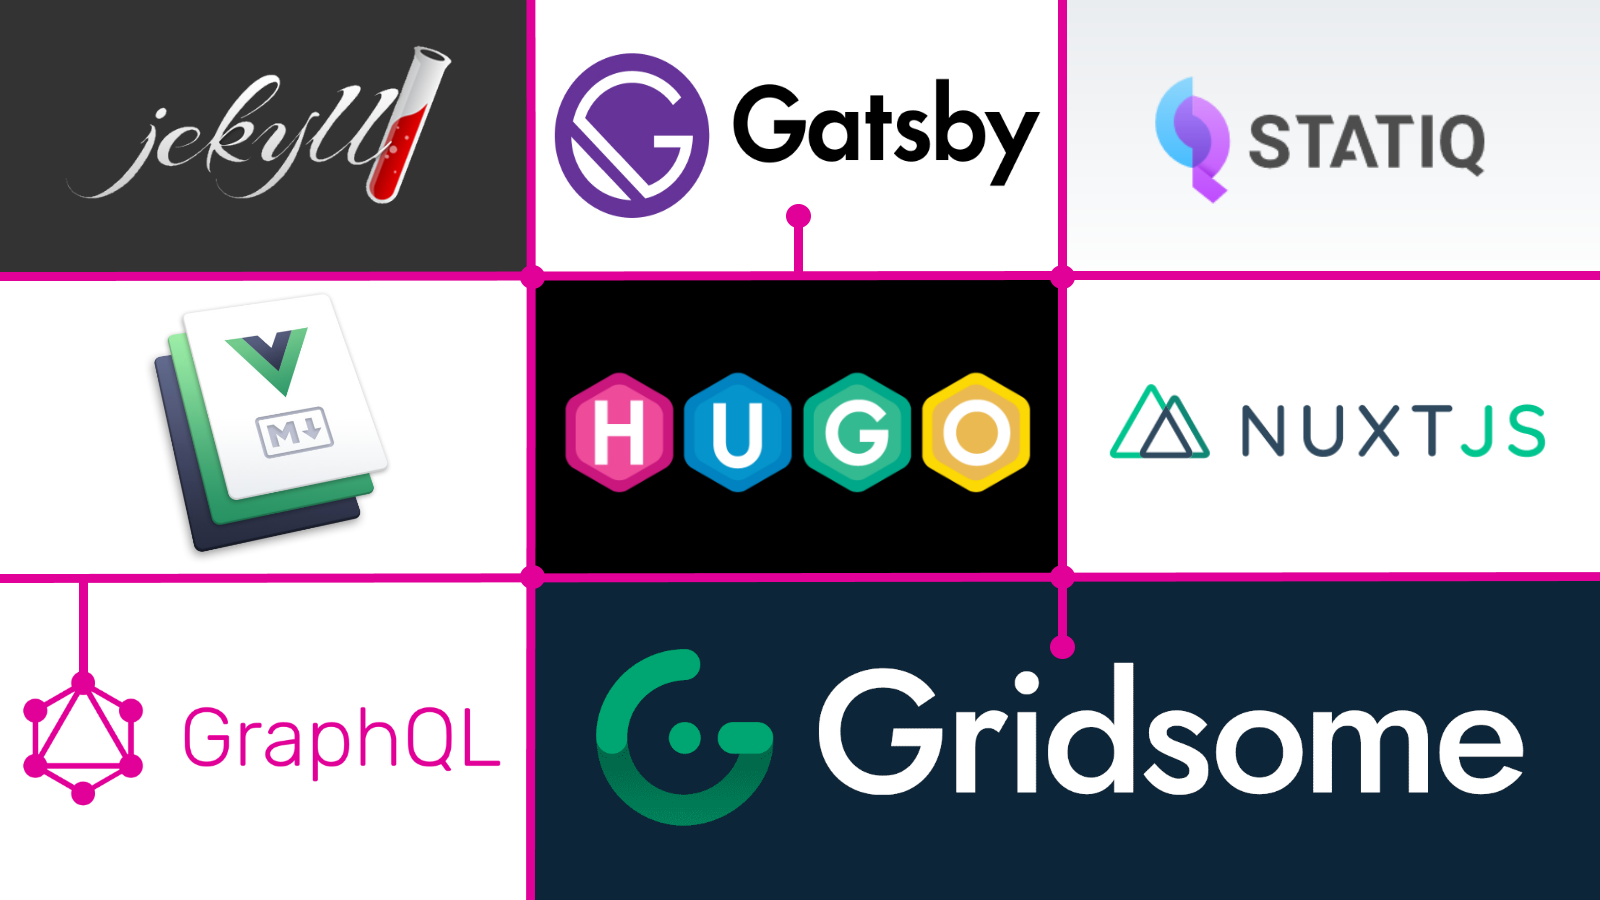 jekyll
Gatsby
STATIQ
M
HUGO
NUXTJS
GraphQL
Gridsome